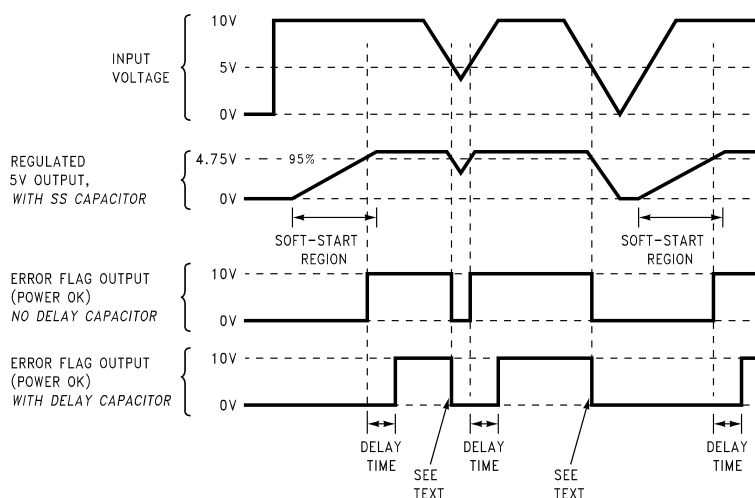 INPUT
VOLTAGE
10V
5V
0V
REGULATED
5V OUTPUT,
WITH SS CAPACITOR
4.75V
95%
0V
SOFT-START
REGION
SOFT-START
REGION
ERROR FLAG OUTPUT
(POWER OK)
NO DELAY CAPACITOR
10V
0V
ERROR FLAG OUTPUT
(POWER OK)
WITH DELAY CAPACITOR
10V
0V
DELAY
TIME
SEE
TEXT
DELAY
TIME
SEE
TEXT
DELAY
TIME